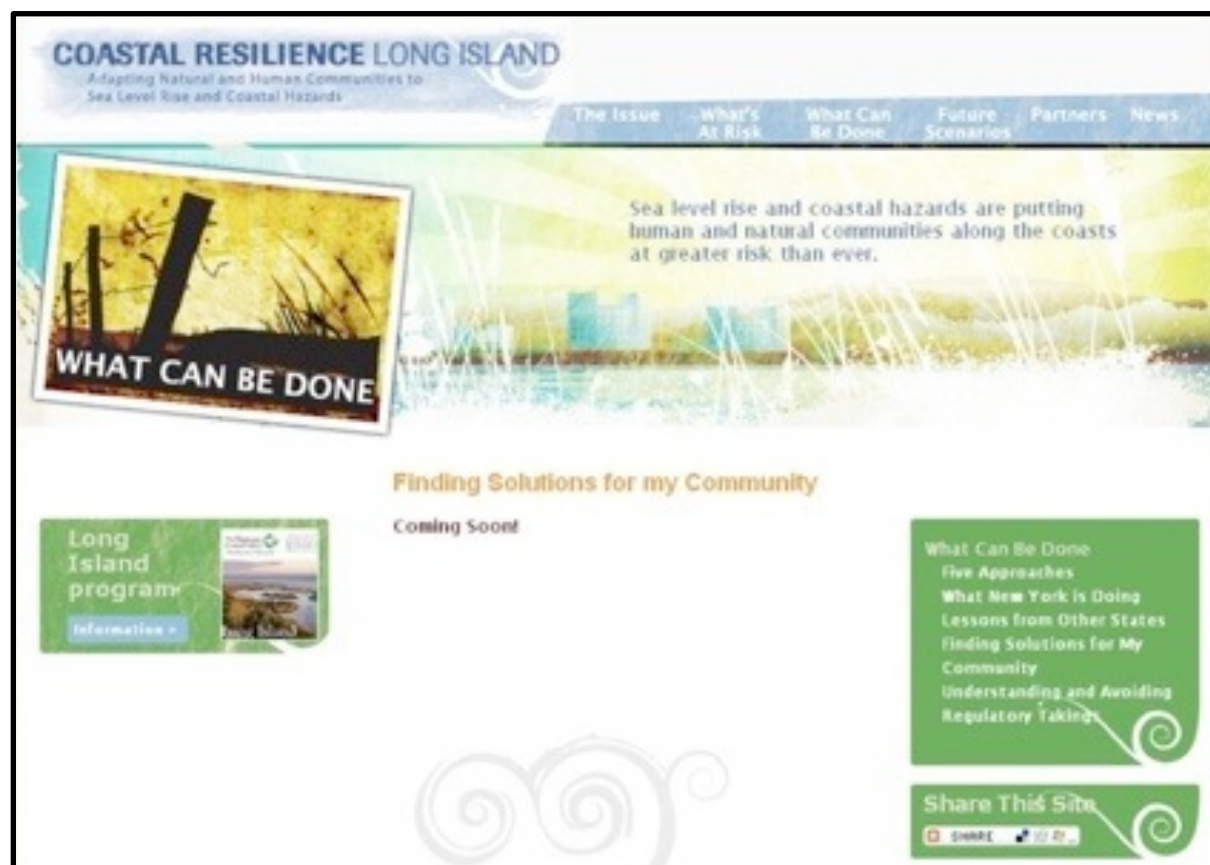 COASTAL RESILIENCE LONG ISLAND
Adapting Natural and Human Communities to
Sea Level Rise and Coastal Hazards
The Issue
What's
At Risk
What Can
Be Done
Future
Scenarios
Partners
News
Sea level rise and coastal hazards are putting
human and natural communities along the coasts
at greater risk than ever.
WHAT CAN BE DONE
Finding Solutions for my Community
Coming Soon!
Long
Island
program
Information >
Island
What Can Be Done
Five Approaches
What New York is Doing
Lessons from Other States
Finding Solutions for My
Community
Understanding and Avoiding
Regulatory Takings
Share This Site
SHARE